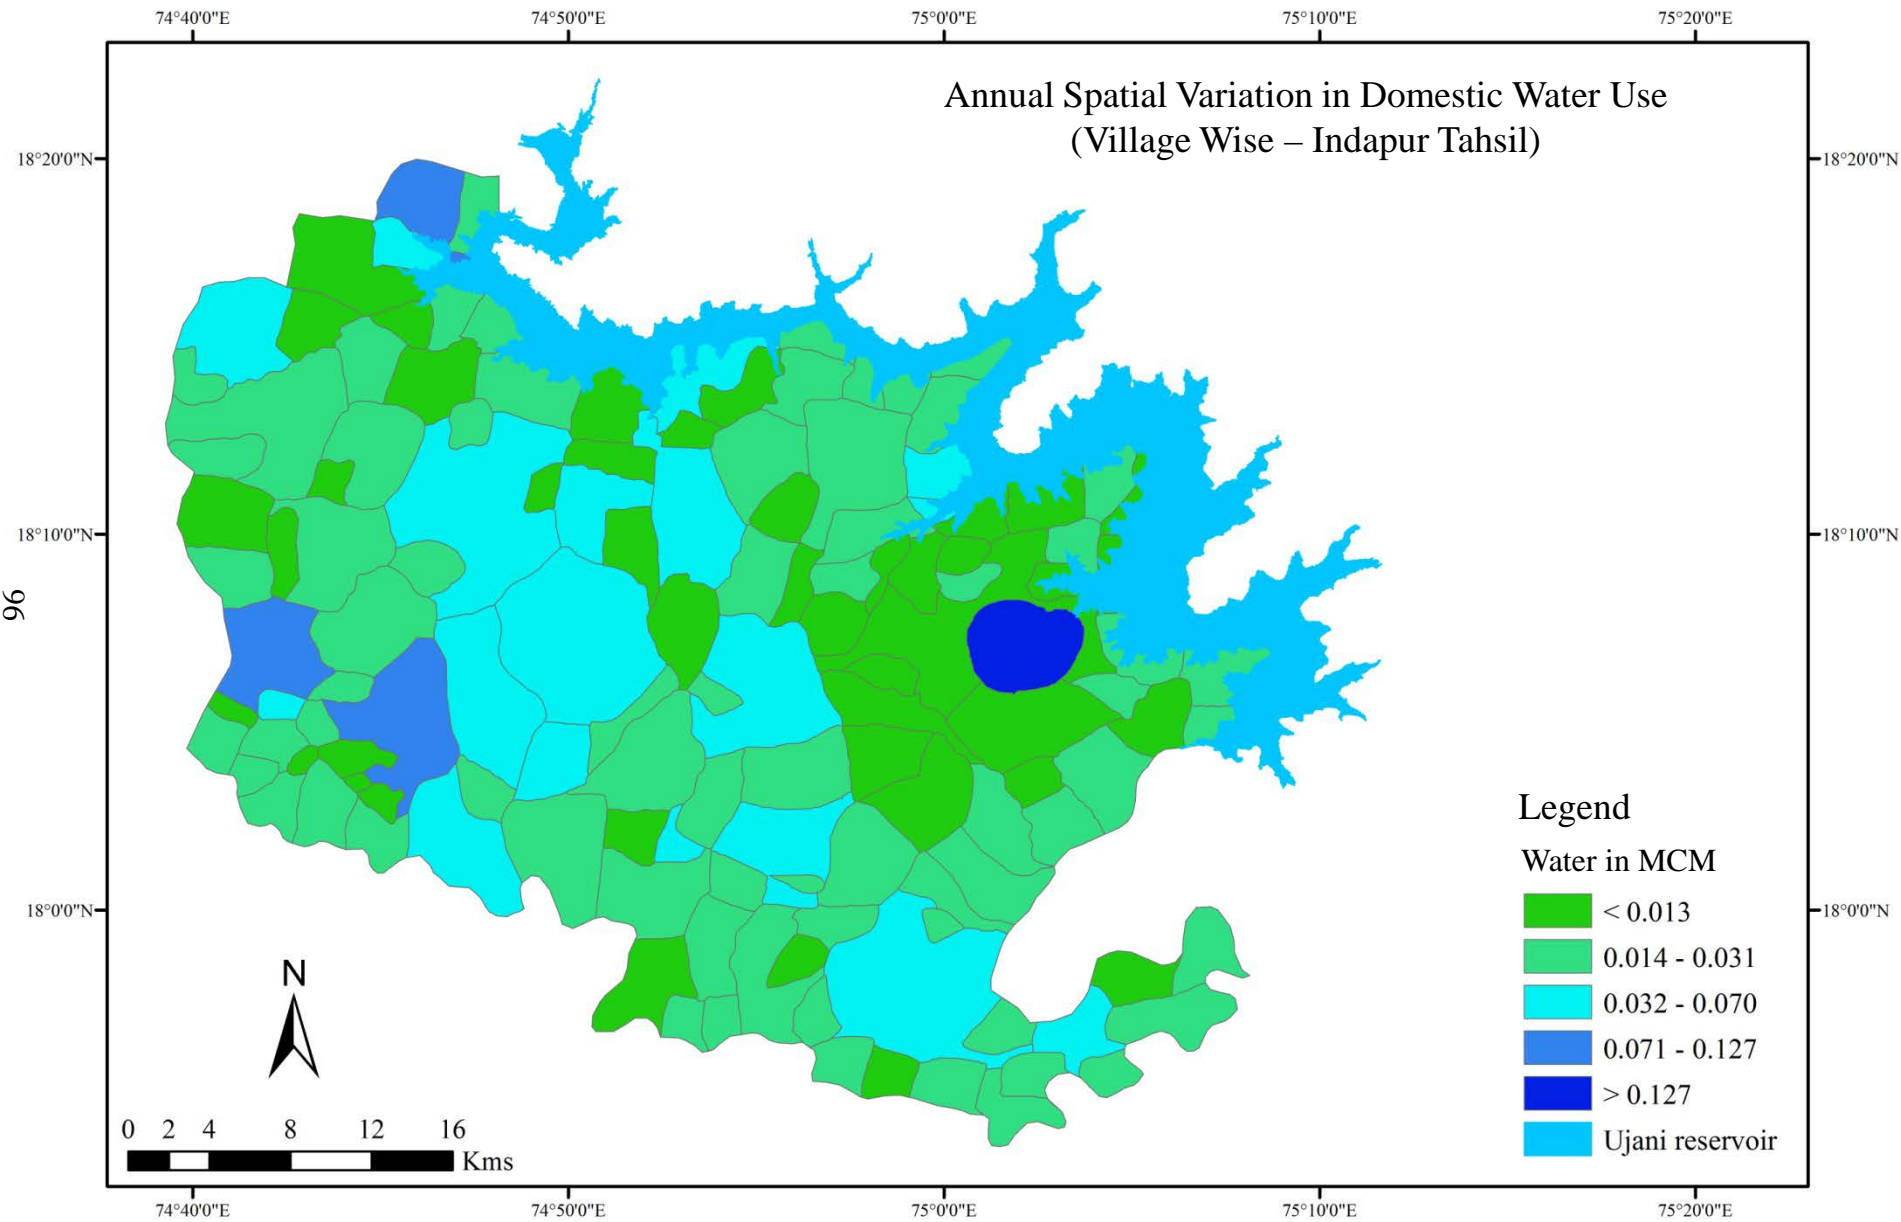 74°40'0"E 74°50'0"E 75°00'0"E 75°10'0"E 75°20'0"E
Annual Spatial Variation in Domestic Water Use
(Village Wise – Indapur Tahsil)
18°20'0"N 18°20'0"N
18°10'0"N 18°10'0"N
96
Legend
Water in MCM
< 0.013
18°0'0"N 18°0'0"N
0.014 - 0.031
N
0.032 - 0.070
0.071 - 0.127
> 0.127
0 2 4 8 12 16
Ujani reservoir
Kms
74°40'0"E 74°50'0"E 75°00'0"E 75°10'0"E 75°20'0"E